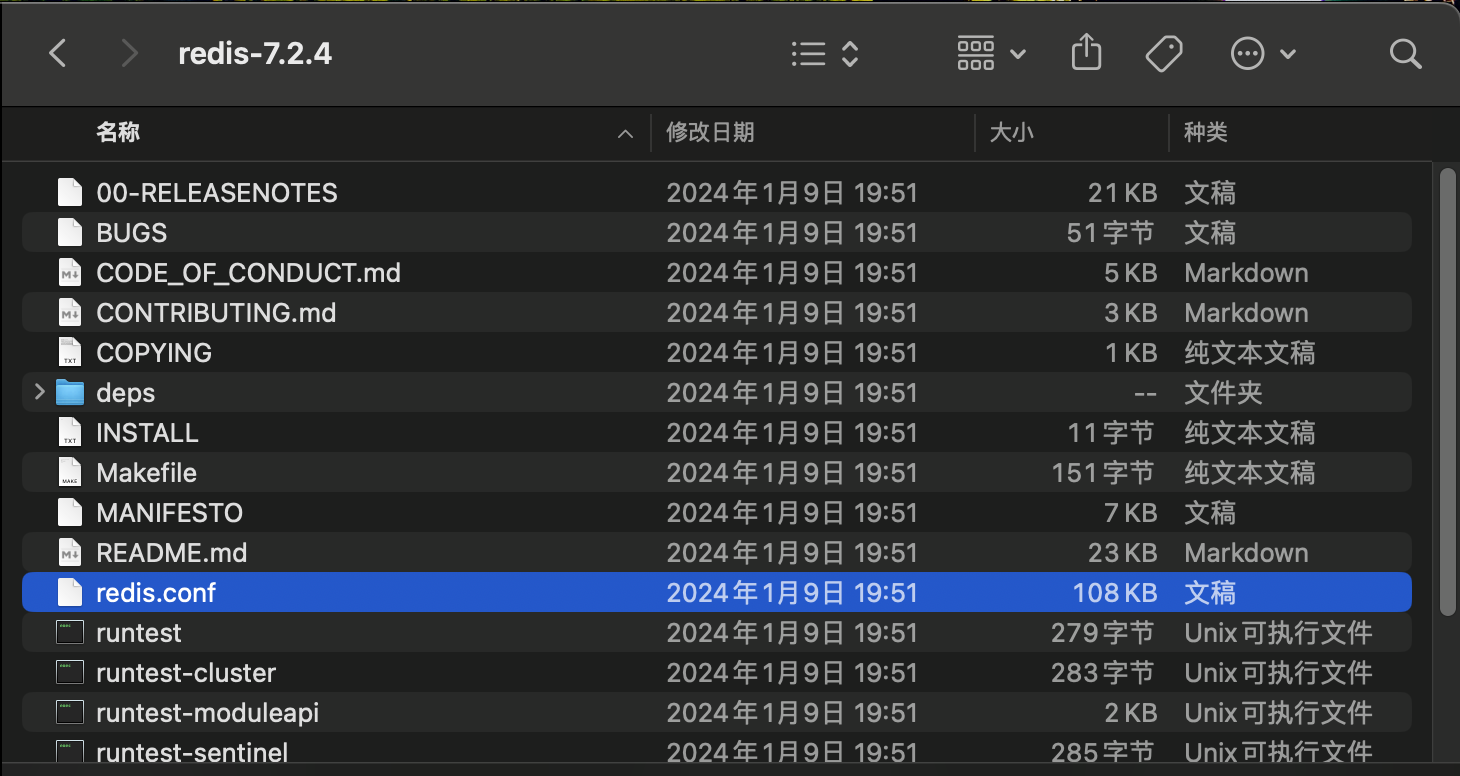 redis-7.2.4
名称 修改日期 大小 种类
00-RELEASENOTES 2024年1月9日 19:51 21 KB 文稿
BUGS 2024年1月9日 19:51 51字节 文稿
CODE_OF_CONDUCT.md 2024年1月9日 19:51 5 KB Markdown
CONTRIBUTING.md 2024年1月9日 19:51 3 KB Markdown
TXT COPYING 2024年1月9日 19:51 1 KB 纯文本文稿
deps 2024年1月9日 19:51 -- 文件夹
TXT INSTALL 2024年1月9日 19:51 11字节 纯文本文稿
MAKE Makefile 2024年1月9日 19:51 151字节 纯文本文稿
MANIFESTO 2024年1月9日 19:51 7 KB 文稿
README.md 2024年1月9日 19:51 23 KB Markdown
redis.conf 2024年1月9日 19:51 108 KB 文稿
runtest 2024年1月9日 19:51 279字节 Unix可执行文件
runtest-cluster 2024年1月9日 19:51 283字节 Unix可执行文件
runtest-moduleapi 2024年1月9日 19:51 2 KB Unix可执行文件
runtest-sentinel 2024年1月9日 19:51 285字节 Unix可执行文件